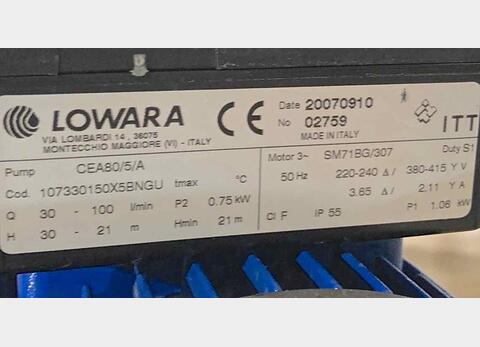 LOWARA
VIA LOMBARDI 14 , 36075
MONTECCHIO MAGGIORE (VI) - ITALY
CE
Date 20070910
No 02759
MADE IN ITALY
ITT
Pump CEA80/5/A
Cod. 107330150X5BNGU tmax °C
Q 30 - 100 l/min P2 0.75 kW
H 30 - 21 m Hmin 21 m
Motor 3~ SM71BG/307 Duty S1
50 Hz 220-240 Δ / 380-415 Y V
3.65 Δ / 2.11 Y A
Cl F IP 55 P1 1.06 kW